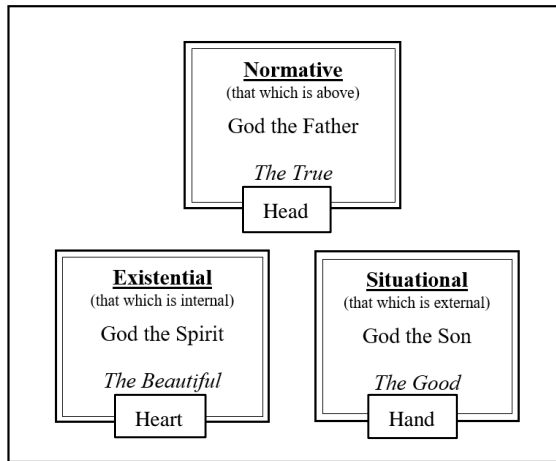 Normative
(that which is above)
God the Father
The True
Head
Existential
(that which is internal)
God the Spirit
The Beautiful
Heart
Situational
(that which is external)
God the Son
The Good
Hand